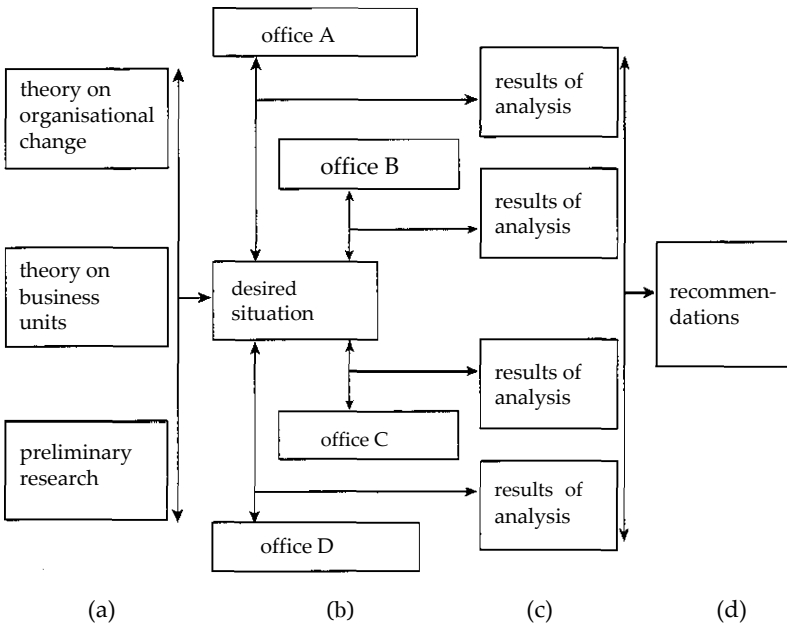 theory on
organisational
change
theory on
business
units
preliminary
research
office A
office B
desired
situation
office C
office D
results of
analysis
results of
analysis
results of
analysis
results of
analysis
recommen-
dations
(a)
(b)
(c)
(d)